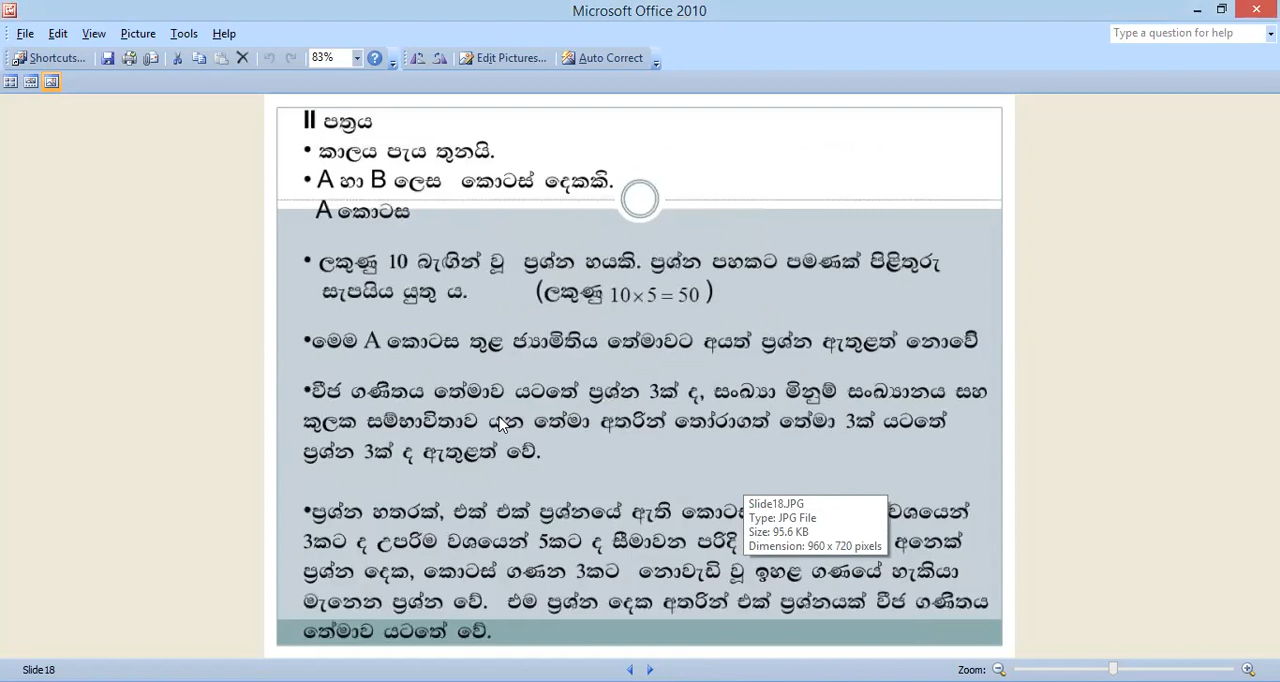 Microsoft Office 2010
File Edit View Picture Tools Help
Type a question for help
Shortcuts... 83% Edit Pictures... Auto Correct
II පත්‍රය
• කාලය පැය තුනයි.
• A හා B ලෙස කොටස් දෙකකි.
A කොටස
• ලකුණු 10 බැඟින් වූ ප්‍රශ්න හයකි. ප්‍රශ්න පහකට පමණක් පිළිතුරු
සැපයිය යුතු ය. (ලකුණු 10×5=50 )
•මෙම A කොටස තුළ ජ්‍යාමිතිය තේමාවට අයත් ප්‍රශ්න ඇතුළත් නොවේ
•වීජ ගණිතය තේමාව යටතේ ප්‍රශ්න 3ක් ද, සංඛ්‍යා මිනුම් සංඛ්‍යානය සහ
කුලක සම්භාවිතාව යන තේමා අතරින් තෝරාගත් තේමා 3ක් යටතේ
ප්‍රශ්න 3ක් ද ඇතුළත් වේ.
•ප්‍රශ්න හතරක්, එක් එක් ප්‍රශ්නයේ ඇති වශයෙන්
3කට ද උපරිම වශයෙන් 5කට ද සීමාවන පරිදි අනෙක්
ප්‍රශ්න දෙක, කොටස් ගණන 3කට නොවැඩි වූ ඉහළ ගණයේ හැකියා
මැනෙන ප්‍රශ්න වේ. එම ප්‍රශ්න දෙක අතරින් එක් ප්‍රශ්නයක් වීජ ගණිතය
තේමාව යටතේ වේ.
Slide18.JPG
Type: JPG File
Size: 95.6 KB
Dimension: 960 x 720 pixels
Slide18 Zoom: